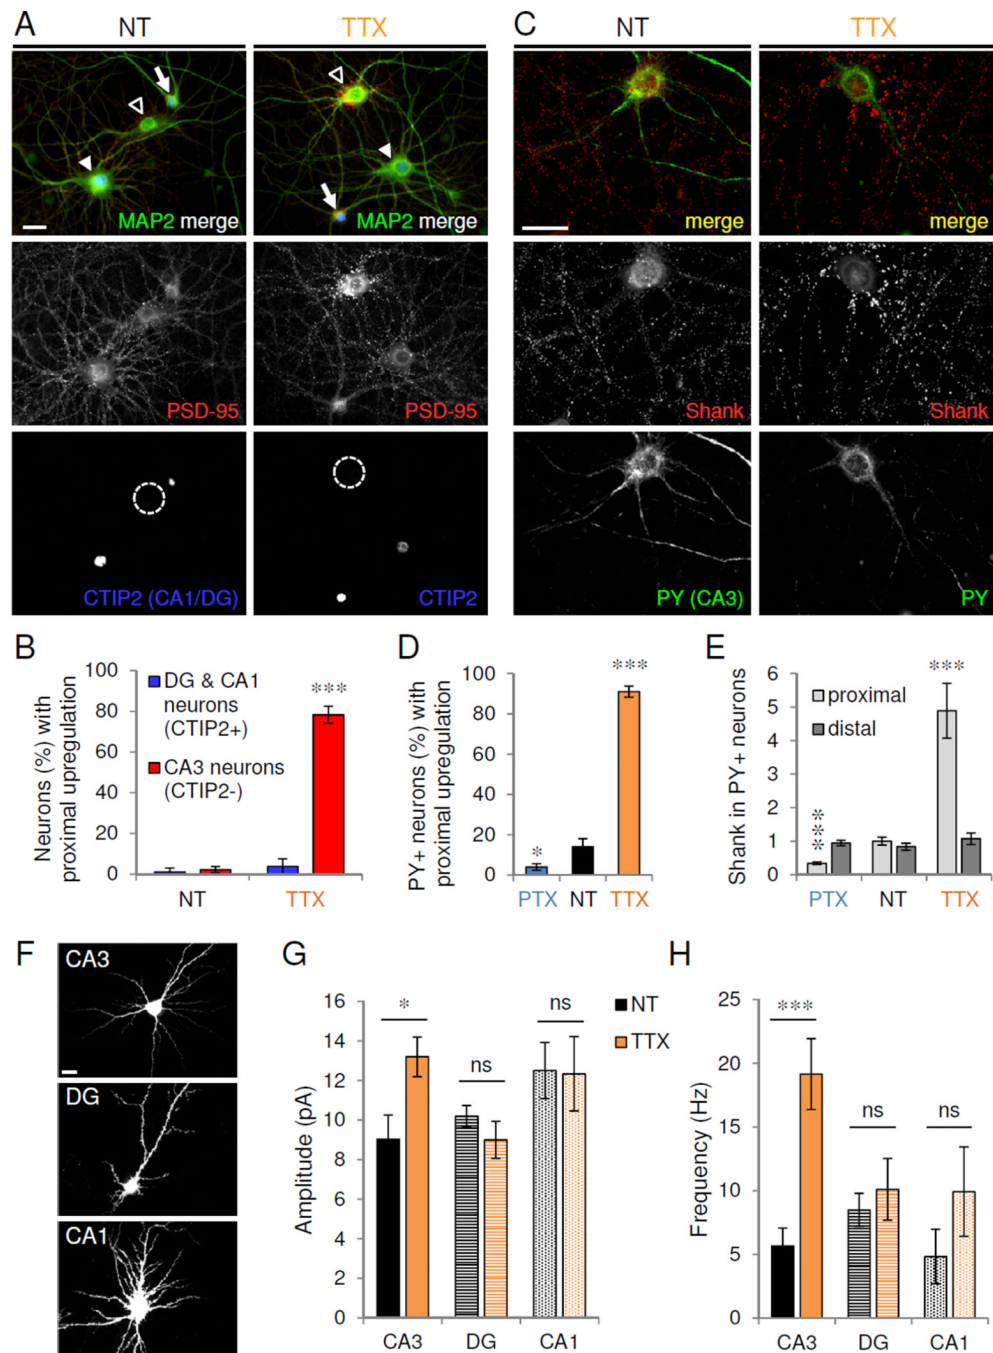 A
NT
TTX
MAP2 merge
MAP2 merge
PSD-95
PSD-95
CTIP2 (CA1/DG)
CTIP2
C
NT
TTX
merge
merge
Shank
Shank
PY (CA3)
PY
B
Neurons (%) with
proximal upregulation
100
80
60
40
20
0
DG & CA1
neurons
(CTIP2+)
CA3 neurons
(CTIP2-)
***
NT
TTX
D
PY+ neurons (%) with
proximal upregulation
100
80
60
40
20
0
*
***
PTX
NT
TTX
E
Shank in PY+ neurons
6
5
4
3
2
1
0
proximal
distal
***
***
PTX
NT
TTX
F
CA3
DG
CA1
G
Amplitude (pA)
16
14
12
10
8
6
4
2
0
*
ns
ns
NT
TTX
CA3
DG
CA1
H
Frequency (Hz)
25
20
15
10
5
0
***
ns
ns
CA3
DG
CA1